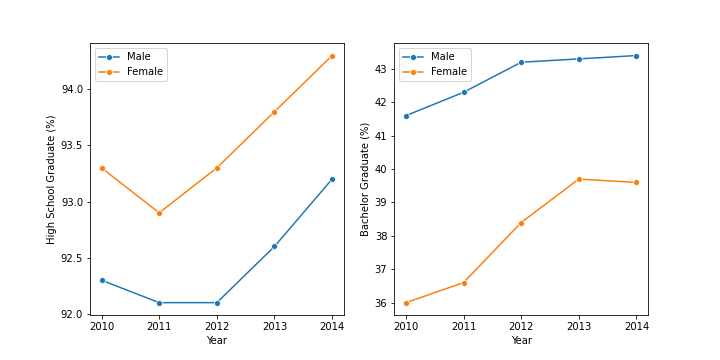 Male
Female
High School Graduate (%)
94.0
93.5
93.0
92.5
92.0
2010 2011 2012 2013 2014
Year
Male
Female
Bachelor Graduate (%)
43
42
41
40
39
38
37
36
2010 2011 2012 2013 2014
Year